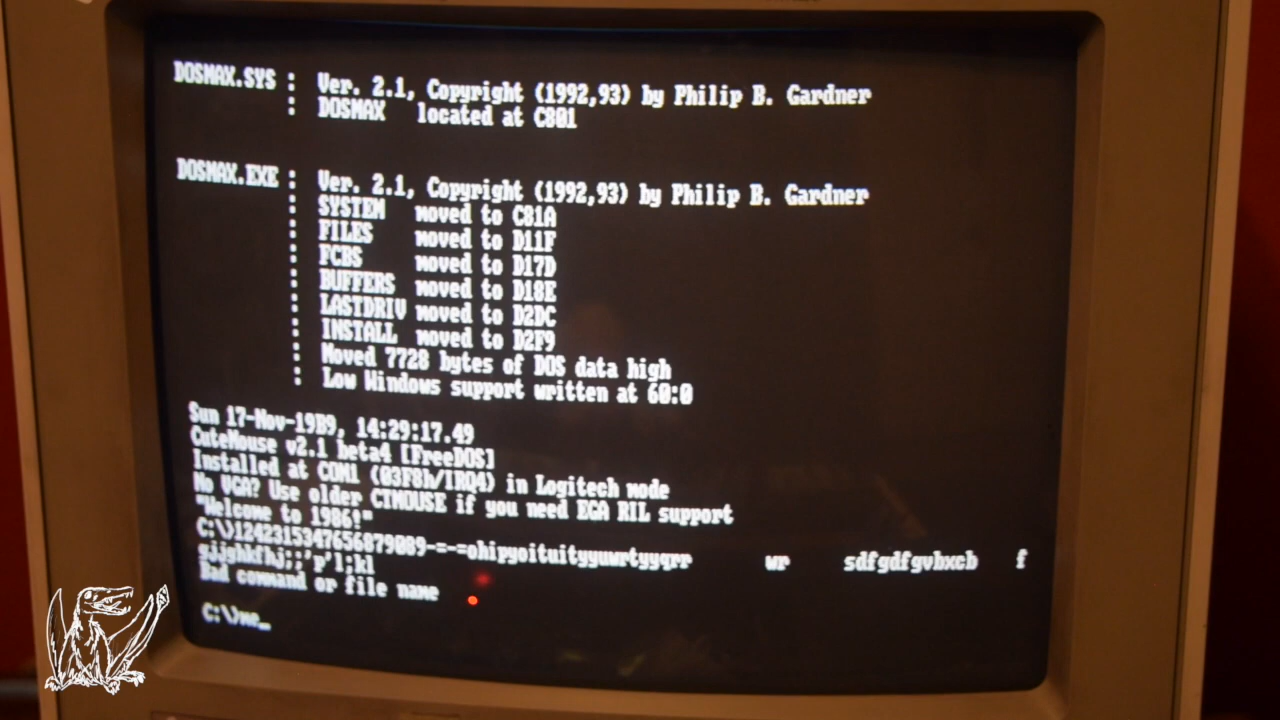 DOSMAX.SYS : Ver. 2.1, Copyright (1992,93) by Philip B. Gardner
: DOSMAX located at C801
DOSMAX.EXE : Ver. 2.1, Copyright (1992,93) by Philip B. Gardner
: SYSTEM moved to C81A
: FILES moved to D11F
: FCBS moved to D17D
: BUFFERS moved to D18E
: LASTDRIV moved to D2DC
: INSTALL moved to D2F9
: Moved 7728 bytes of DOS data high
: Low Windows support written at 60:0
Sun 17-Nov-19B9, 14:29:17.49
CuteMouse v2.1 beta4 [FreeDOS]
Installed at COM1 (03F8h/IRQ4) in Logitech mode
No VGA? Use older CTMOUSE if you need EGA RIL support
"Welcome to 1986!"
C:\>1242315347656879089-=-=ohipyoituityyuwrtyyqrr wr sdfgdfgvbxcb f
gjjghkfhj;;'p'l;kl
Bad command or file name
C:\>me_